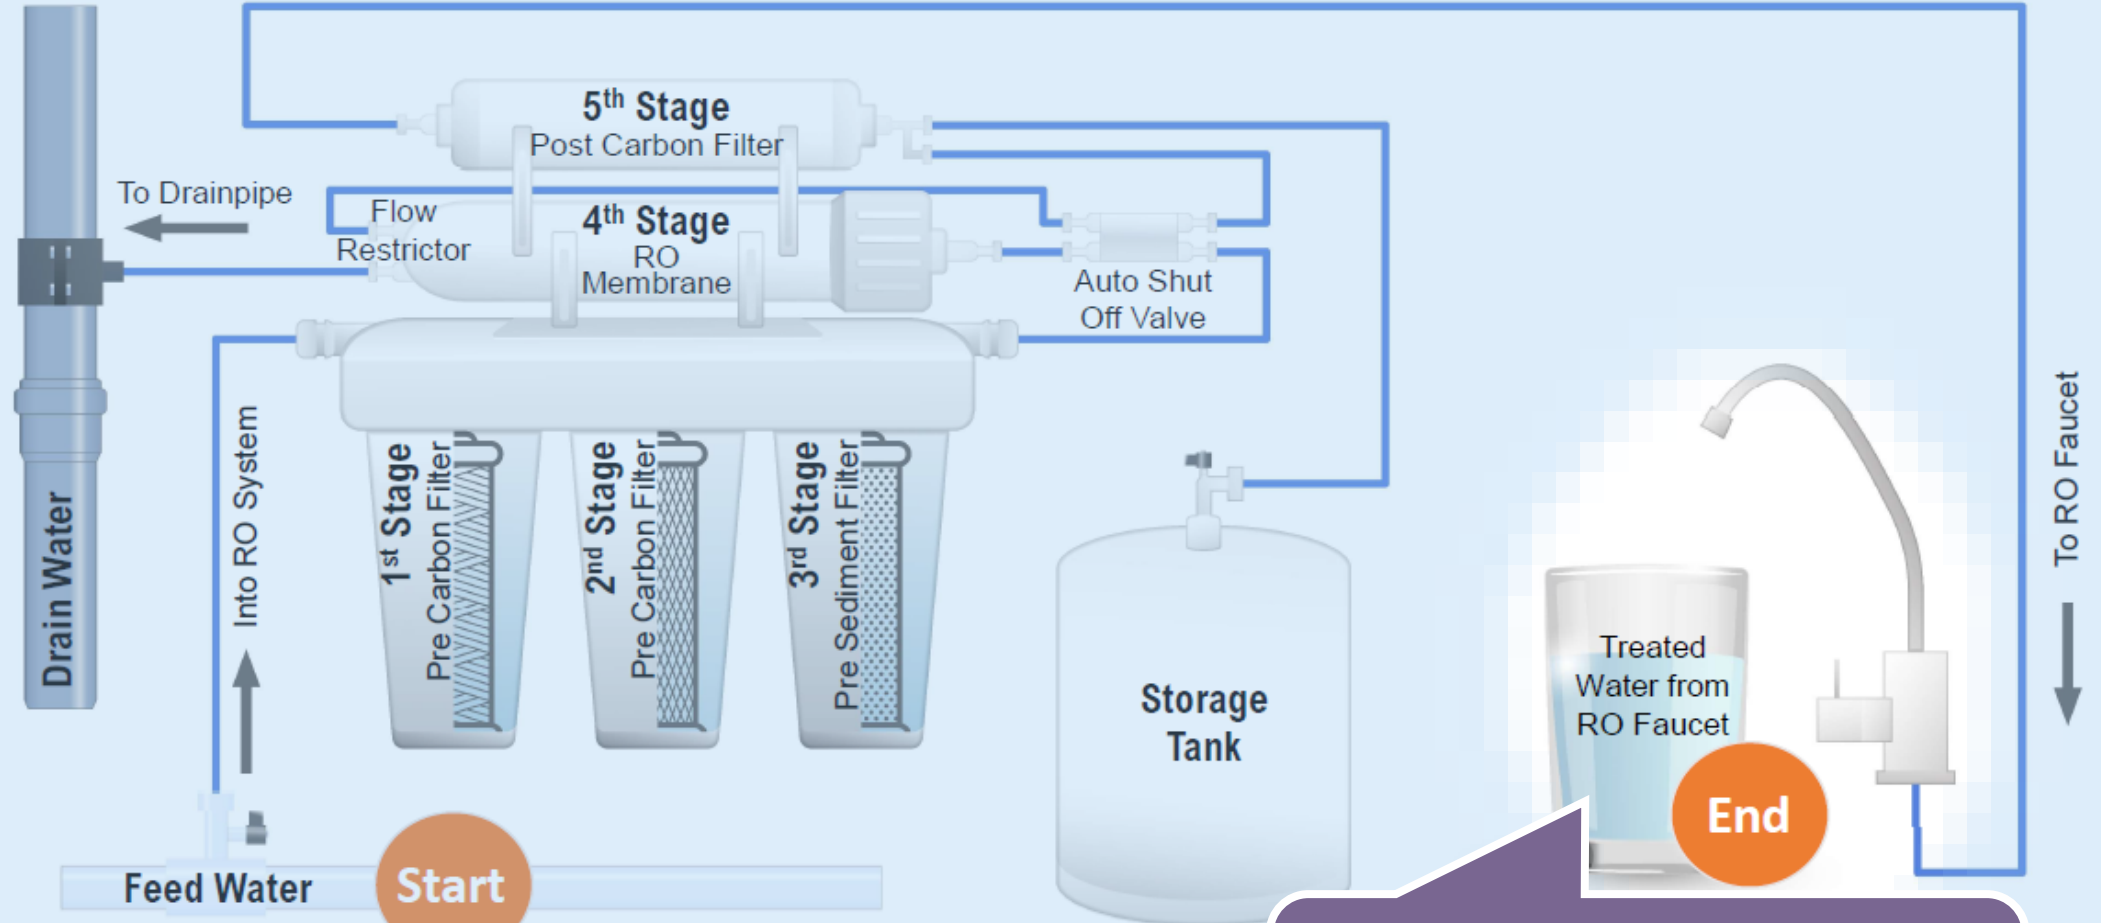 5th Stage
Post Carbon Filter
To Drainpipe
Flow
Restrictor
4th Stage
RO
Membrane
Auto Shut
Off Valve
Drain Water
Into RO System
1st Stage
Pre Carbon Filter
2nd Stage
Pre Carbon Filter
3rd Stage
Pre Sediment Filter
Storage
Tank
Treated
Water from
RO Faucet
To RO Faucet
End
Feed Water
Start